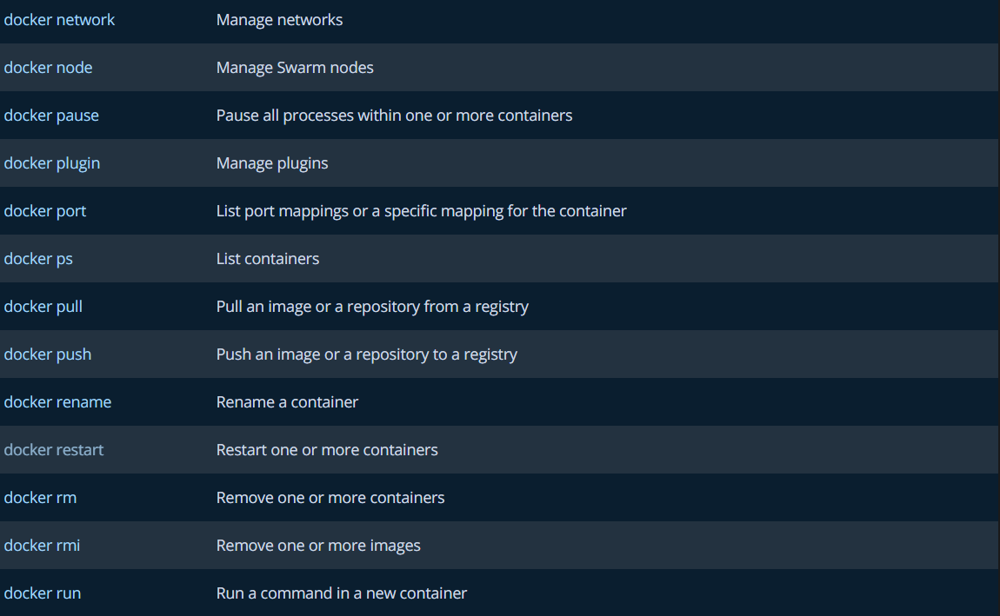 docker network Manage networks
docker node Manage Swarm nodes
docker pause Pause all processes within one or more containers
docker plugin Manage plugins
docker port List port mappings or a specific mapping for the container
docker ps List containers
docker pull Pull an image or a repository from a registry
docker push Push an image or a repository to a registry
docker rename Rename a container
docker restart Restart one or more containers
docker rm Remove one or more containers
docker rmi Remove one or more images
docker run Run a command in a new container